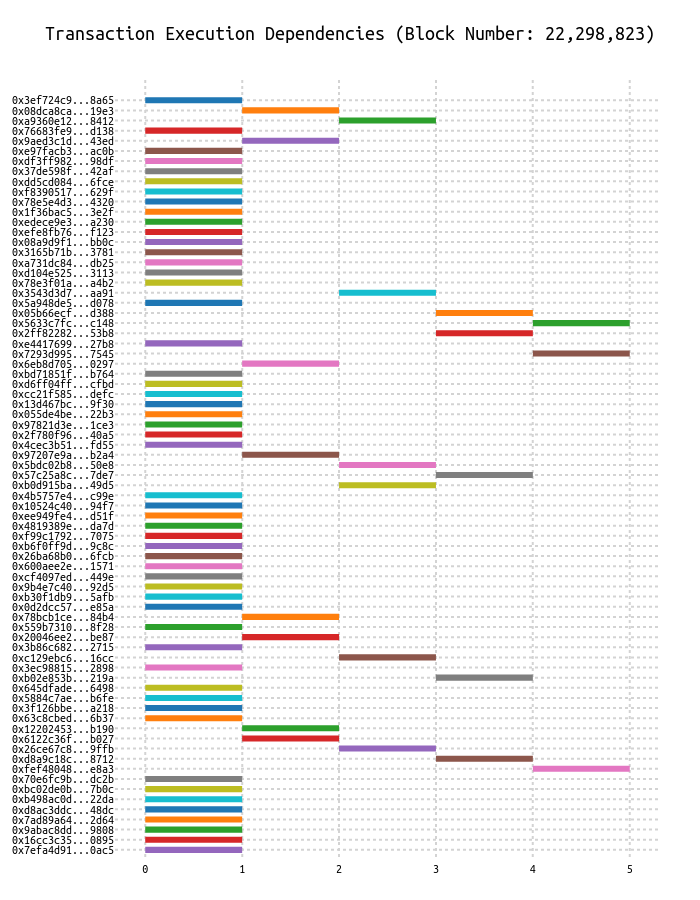 Transaction Execution Dependencies (Block Number: 22,298,823)
0x3ef724c9...8a65
0x08dca8ca...19e3
0xa9360e12...8412
0x76683fe9...d138
0x9aed3c1d...43ed
0xe97facb3...ac0b
0xdf3ff982...98df
0x37de598f...42af
0xdd5cd084...6fce
0xf8390517...629f
0x78e5e4d3...4320
0x1f36bac5...3e2f
0xedece9e3...a230
0xefe8fb76...f123
0x08a9d9f1...bb0c
0x3165b71b...3781
0xa731dc84...db25
0xd104e525...3113
0x78e3f01a...a4b2
0x3543d3d7...aa91
0x5a948de5...d078
0x05b66ecf...d388
0x5633c7fc...c148
0x2ff82282...53b8
0xe4417699...27b8
0x7293d995...7545
0x6eb8d705...0297
0xbd71851f...b764
0xd6ff04ff...cfbd
0xcc21f585...defc
0x13d467bc...9f30
0x055de4be...22b3
0x97821d3e...1ce3
0x2f780f96...40a5
0x4cec3b51...fd55
0x97207e9a...b2a4
0x5bdc02b8...50e8
0x57c25a8c...7de7
0xb0d915ba...49d5
0x4b5757e4...c99e
0x10524c40...94f7
0xee949fe4...d51f
0x4819389e...da7d
0xf99c1792...7075
0xb6f0ff9d...9c8c
0x26ba68b0...6fcb
0x600aee2e...1571
0xcf4097ed...449e
0x9b4e7c40...92d5
0xb30f1db9...5afb
0x0d2dcc57...e85a
0x78bcb1ce...84b4
0x559b7310...8f28
0x20046ee2...be87
0x3b86c682...2715
0xc129ebc6...16cc
0x3ec98815...2898
0xb02e853b...219a
0x645dfade...6498
0x5884c7ae...b6fe
0x3f126bbe...a218
0x63c8cbed...6b37
0x12202453...b190
0x6122c36f...b027
0x26ce67c8...9ffb
0xd8a9c18c...8712
0xfef48048...e8a3
0x70e6fc9b...dc2b
0xbc02de0b...7b0c
0xb498ac0d...22da
0xd8ac3ddc...48dc
0x7ad89a64...2d64
0x9abac8dd...9808
0x16cc3c35...0895
0x7efa4d91...0ac5
0 1 2 3 4 5